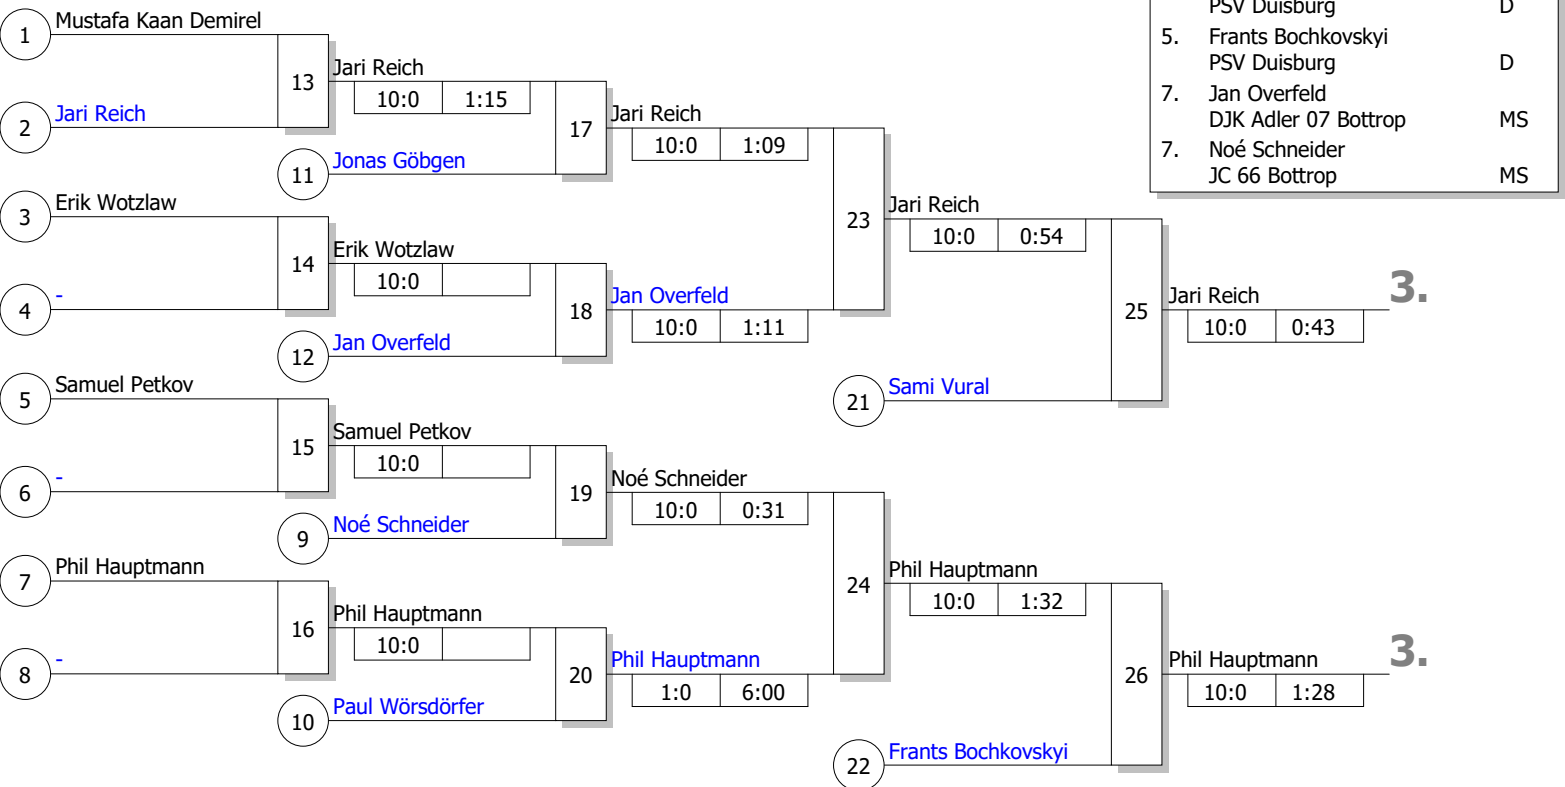 PSV Duisburg D
5. Frants Bochkovskyi
PSV Duisburg D
7. Jan Overfeld
DJK Adler 07 Bottrop MS
7. Noé Schneider
JC 66 Bottrop MS
1 Mustafa Kaan Demirel
13 Jari Reich
10:0 1:15
2 Jari Reich
17 Jari Reich
10:0 1:09
11 Jonas Göbgen
3 Erik Wotzlaw
23 Jari Reich
10:0 0:54
14 Erik Wotzlaw
10:0
4 -
18 Jan Overfeld
10:0 1:11
25 Jari Reich 3.
10:0 0:43
12 Jan Overfeld
5 Samuel Petkov
21 Sami Vural
15 Samuel Petkov
10:0
6 -
19 Noé Schneider
10:0 0:31
9 Noé Schneider
7 Phil Hauptmann
24 Phil Hauptmann
10:0 1:32
16 Phil Hauptmann
10:0
8 -
20 Phil Hauptmann
1:0 6:00
26 Phil Hauptmann 3.
10:0 1:28
10 Paul Wörsdörfer
22 Frants Bochkovskyi